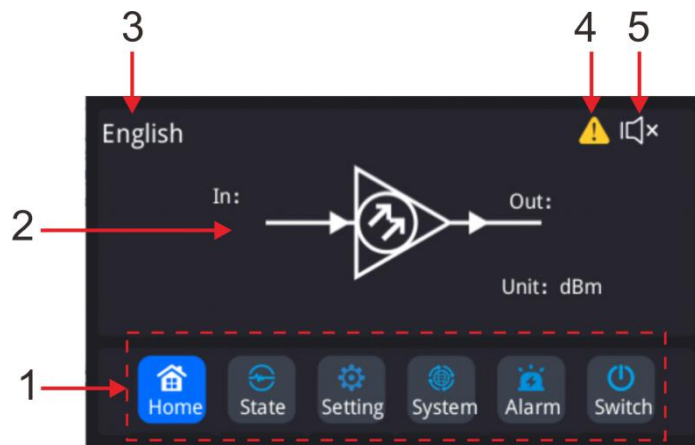 3 4 5
English
In: Out:
2
Unit: dBm
1
Home State Setting System Alarm Switch